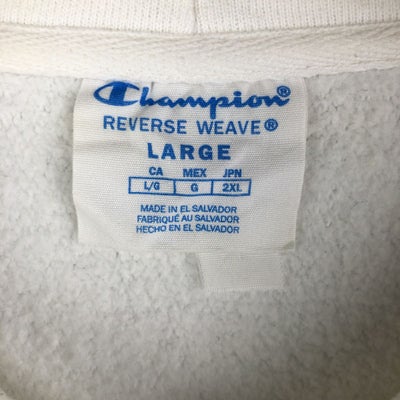 Champion®
REVERSE WEAVE®
LARGE
CA MEX JPN
L/G G 2XL
MADE IN EL SALVADOR
FABRIQUÉ AU SALVADOR
HECHO EN EL SALVADOR